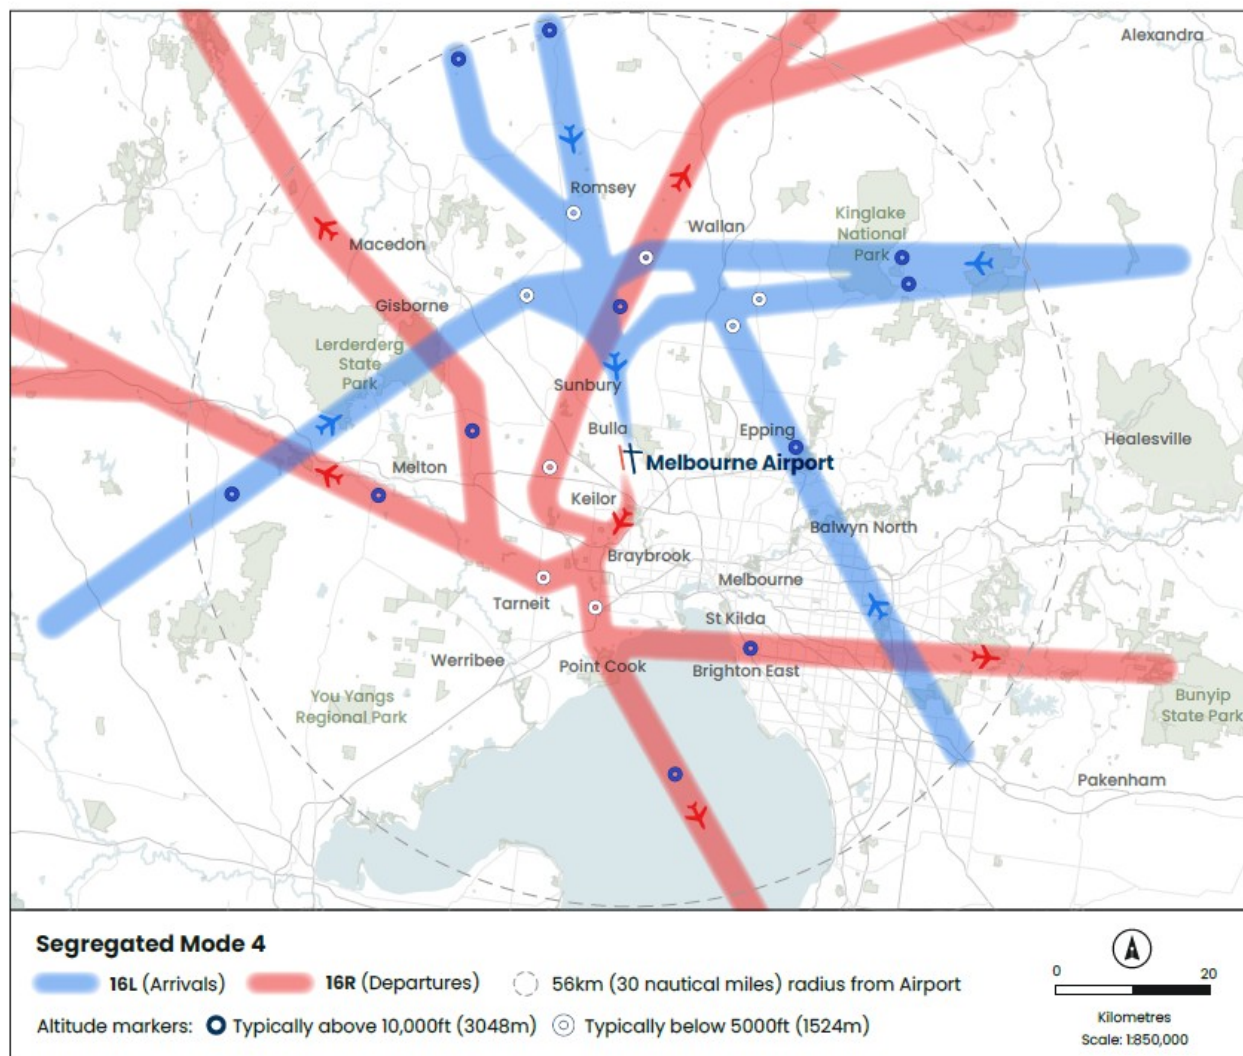 Alexandra
Romsey
Kinglake
National
Park
Wallan
Macedon
Gisborne
Lerderderg
State
Park
Sunbury
Bulla
Epping
Healesville
Melbourne Airport
Melton
Keilor
Balwyn North
Braybrook
Melbourne
Tarneit
St Kilda
Werribee
Point Cook
Brighton East
You Yangs
Regional Park
Bunyip
State Park
Pakenham
Segregated Mode 4
16L (Arrivals)
16R (Departures)
56km (30 nautical miles) radius from Airport
Altitude markers:
Typically above 10,000ft (3048m)
Typically below 5000ft (1524m)
0
20
Kilometres
Scale: 1:850,000